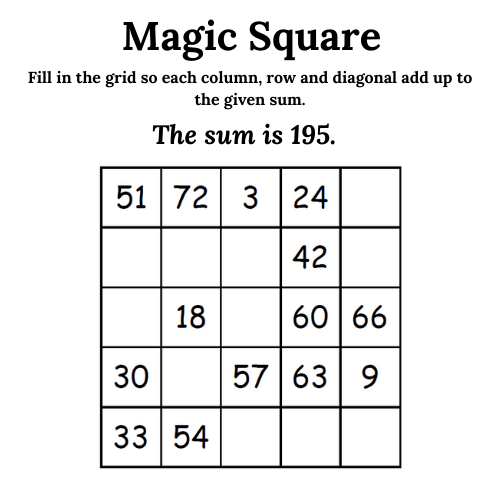 Magic Square
Fill in the grid so each column, row and diagonal add up to
the given sum.
The sum is 195.
51 72 3 24
42
18 60 66
30 57 63 9
33 54